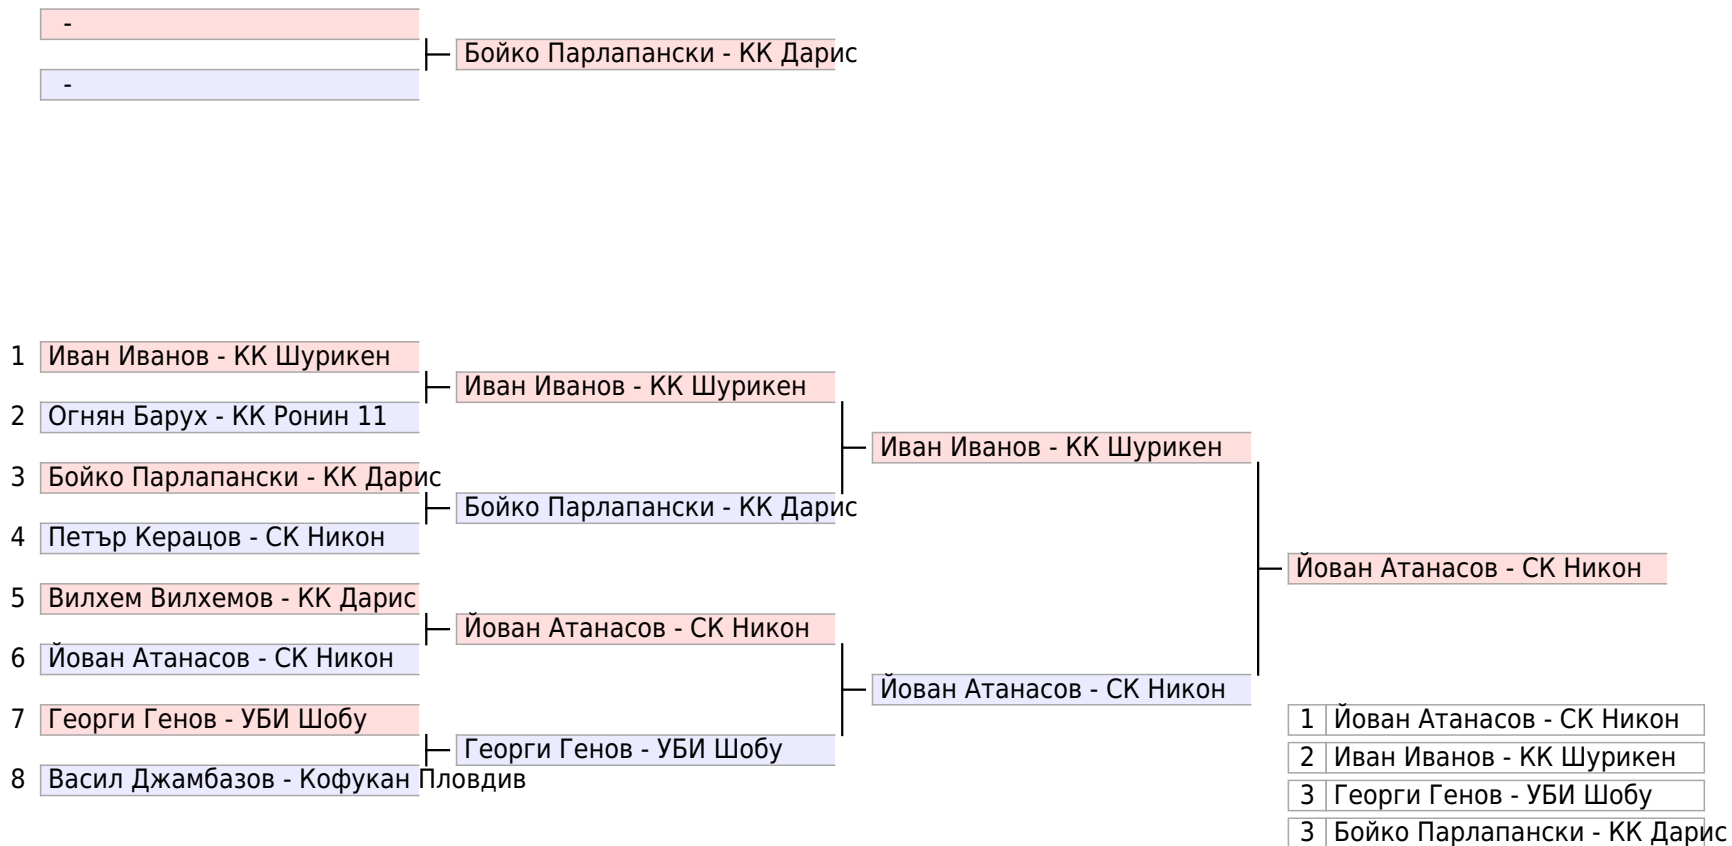 -
Бойко Парлапански - КК Дарис
-
1 Иван Иванов - КК Шурикен
Иван Иванов - КК Шурикен
2 Огнян Барух - КК Ронин 11
Иван Иванов - КК Шурикен
3 Бойко Парлапански - КК Дарис
Бойко Парлапански - КК Дарис
4 Петър Керацов - СК Никон
Йован Атанасов - СК Никон
5 Вилхем Вилхемов - КК Дарис
Йован Атанасов - СК Никон
6 Йован Атанасов - СК Никон
Йован Атанасов - СК Никон
7 Георги Генов - УБИ Шобу
Георги Генов - УБИ Шобу
8 Васил Джамбазов - Кофукан Пловдив
1 Йован Атанасов - СК Никон
2 Иван Иванов - КК Шурикен
3 Георги Генов - УБИ Шобу
3 Бойко Парлапански - КК Дарис